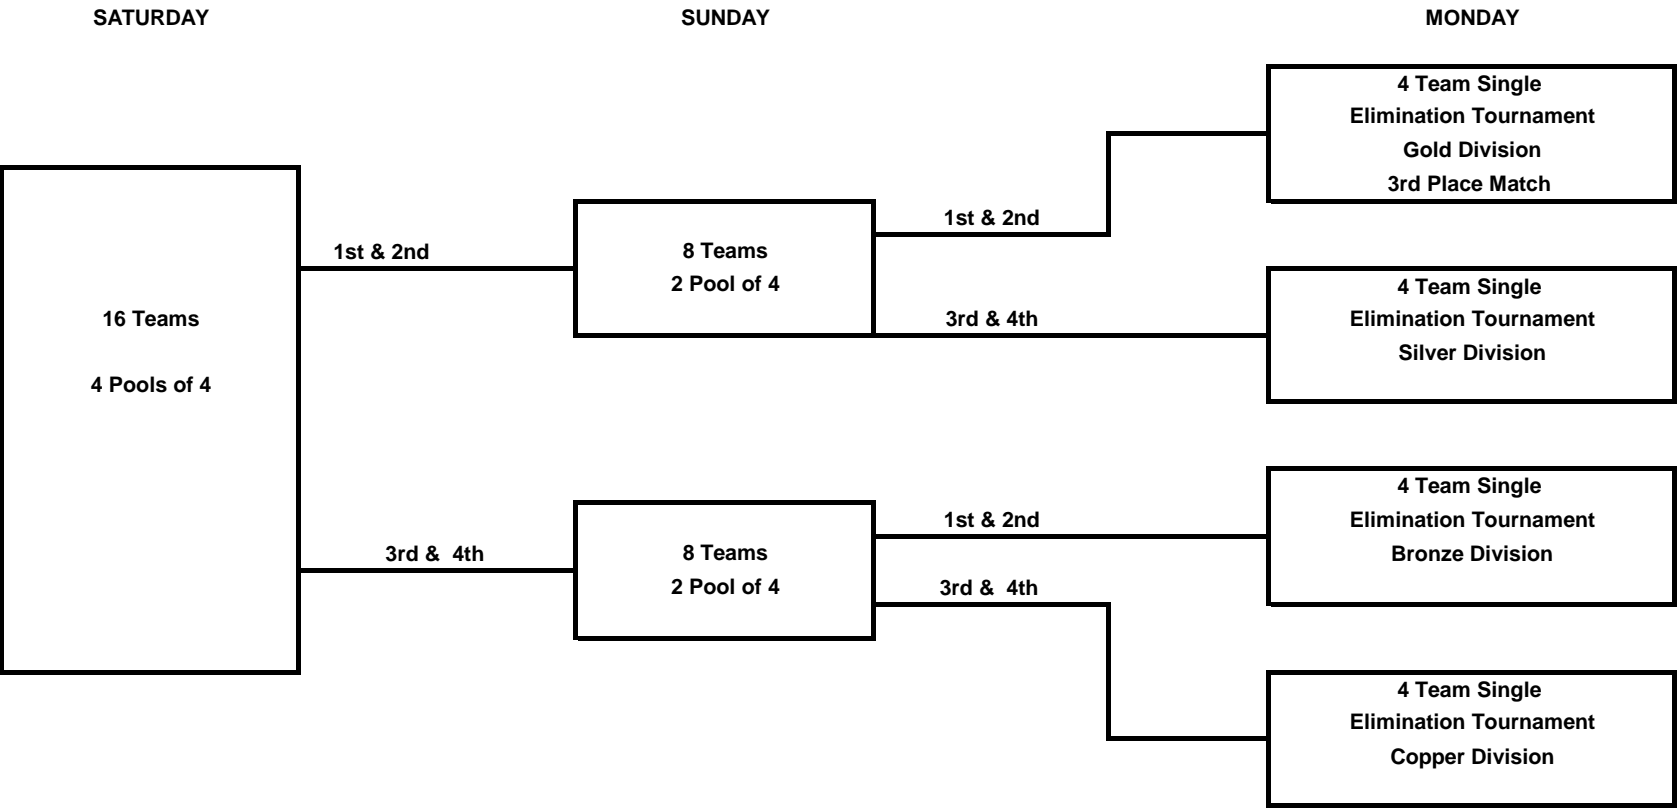 SATURDAY
SUNDAY
MONDAY
16 Teams
4 Pools of 4
1st & 2nd
3rd &  4th
8 Teams
2 Pool of 4
1st & 2nd
3rd & 4th
8 Teams
2 Pool of 4
1st & 2nd
3rd &  4th
4 Team Single
Elimination Tournament
Gold Division
3rd Place Match
4 Team Single
Elimination Tournament
Silver Division
4 Team Single
Elimination Tournament
Bronze Division
4 Team Single
Elimination Tournament
Copper Division